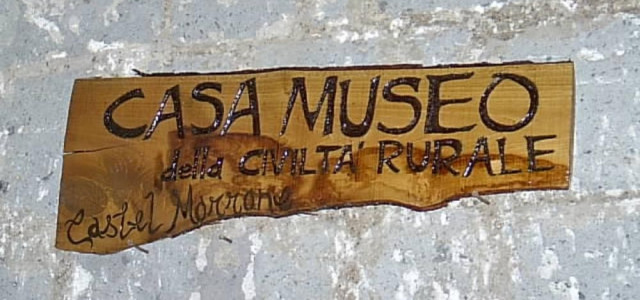 CASA MUSEO
della CIVILTA' RURALE
Castel Morrone